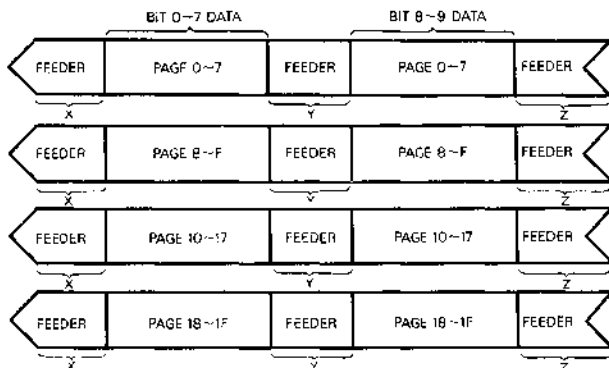 BIT 0~7 DATA BIT 8~9 DATA
FEEDER PAGF 0~7 FEEDER PAGE 0~7 FEEDER
X Y Z
FEEDER PAGE 8~F FEEDER PAGE 8~F FEEDER
X Y Z
FEEDER PAGE 10~17 FEEDER PAGE 10~17 FEEDER
X Y Z
FEEDER PAGE 18~1F FEEDER PAGE 18~1F FEEDER
X Y Z